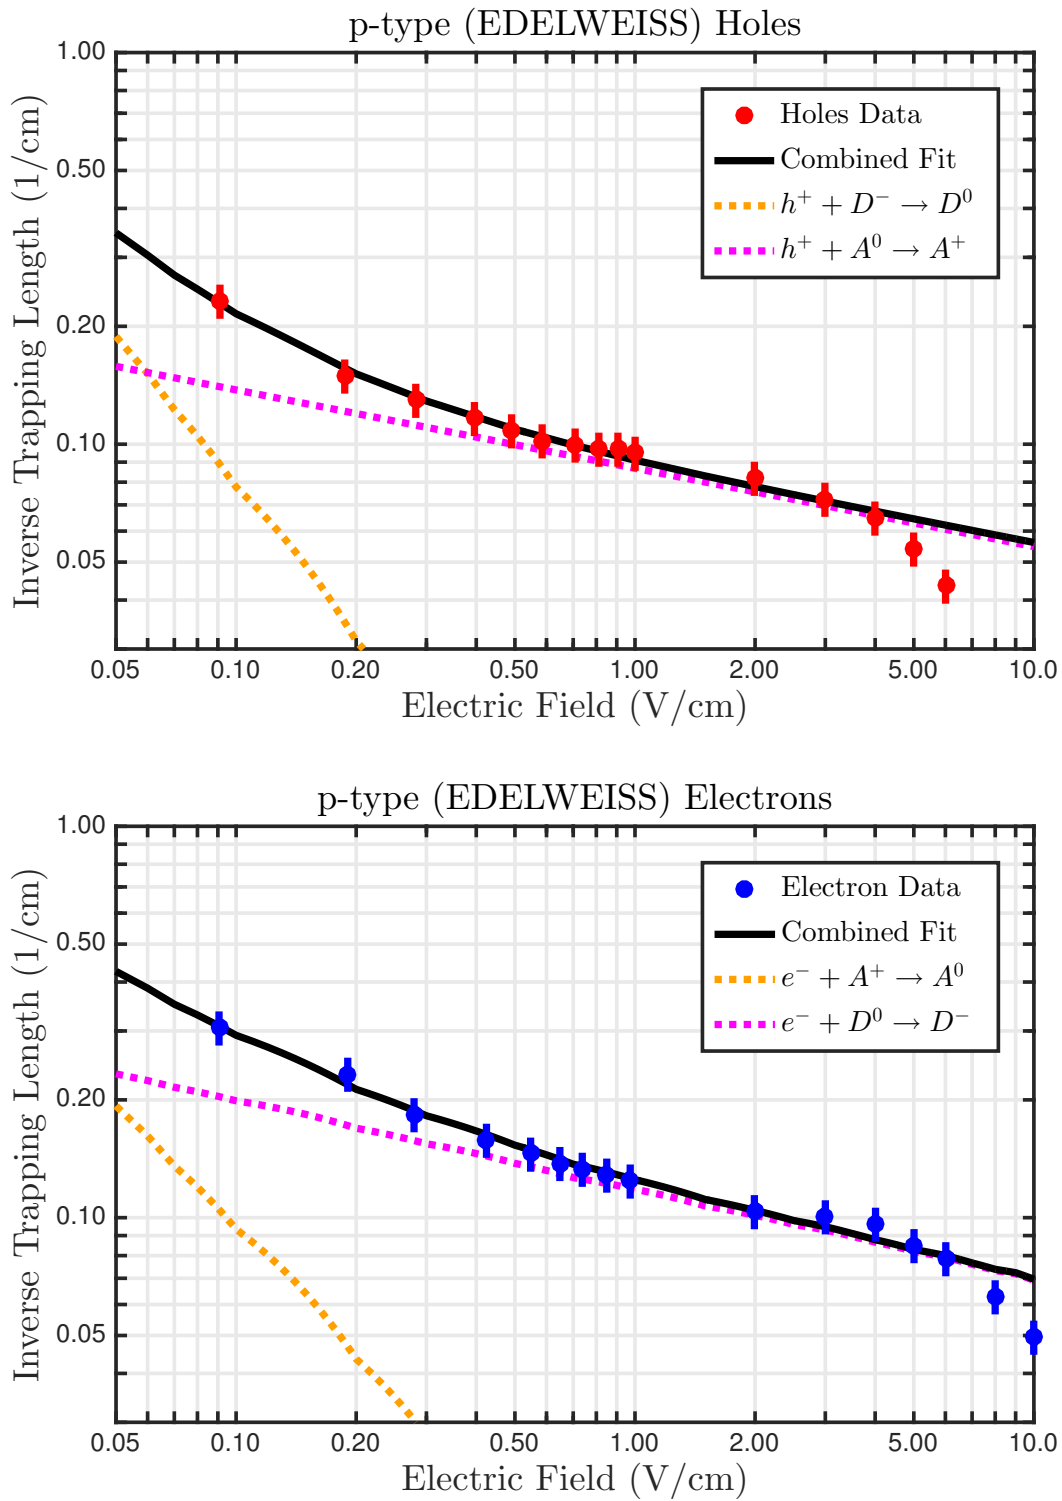 p-type (EDELWEISS) Holes
1.00
0.50
0.20
0.10
0.05
Inverse Trapping Length (1/cm)
Holes Data
Combined Fit
h⁺ + D⁻ → D⁰
h⁺ + A⁰ → A⁺
0.05 0.10 0.20 0.50 1.00 2.00 5.00 10.0
Electric Field (V/cm)
p-type (EDELWEISS) Electrons
1.00
0.50
0.20
0.10
0.05
Inverse Trapping Length (1/cm)
Electron Data
Combined Fit
e⁻ + A⁺ → A⁰
e⁻ + D⁰ → D⁻
0.05 0.10 0.20 0.50 1.00 2.00 5.00 10.0
Electric Field (V/cm)